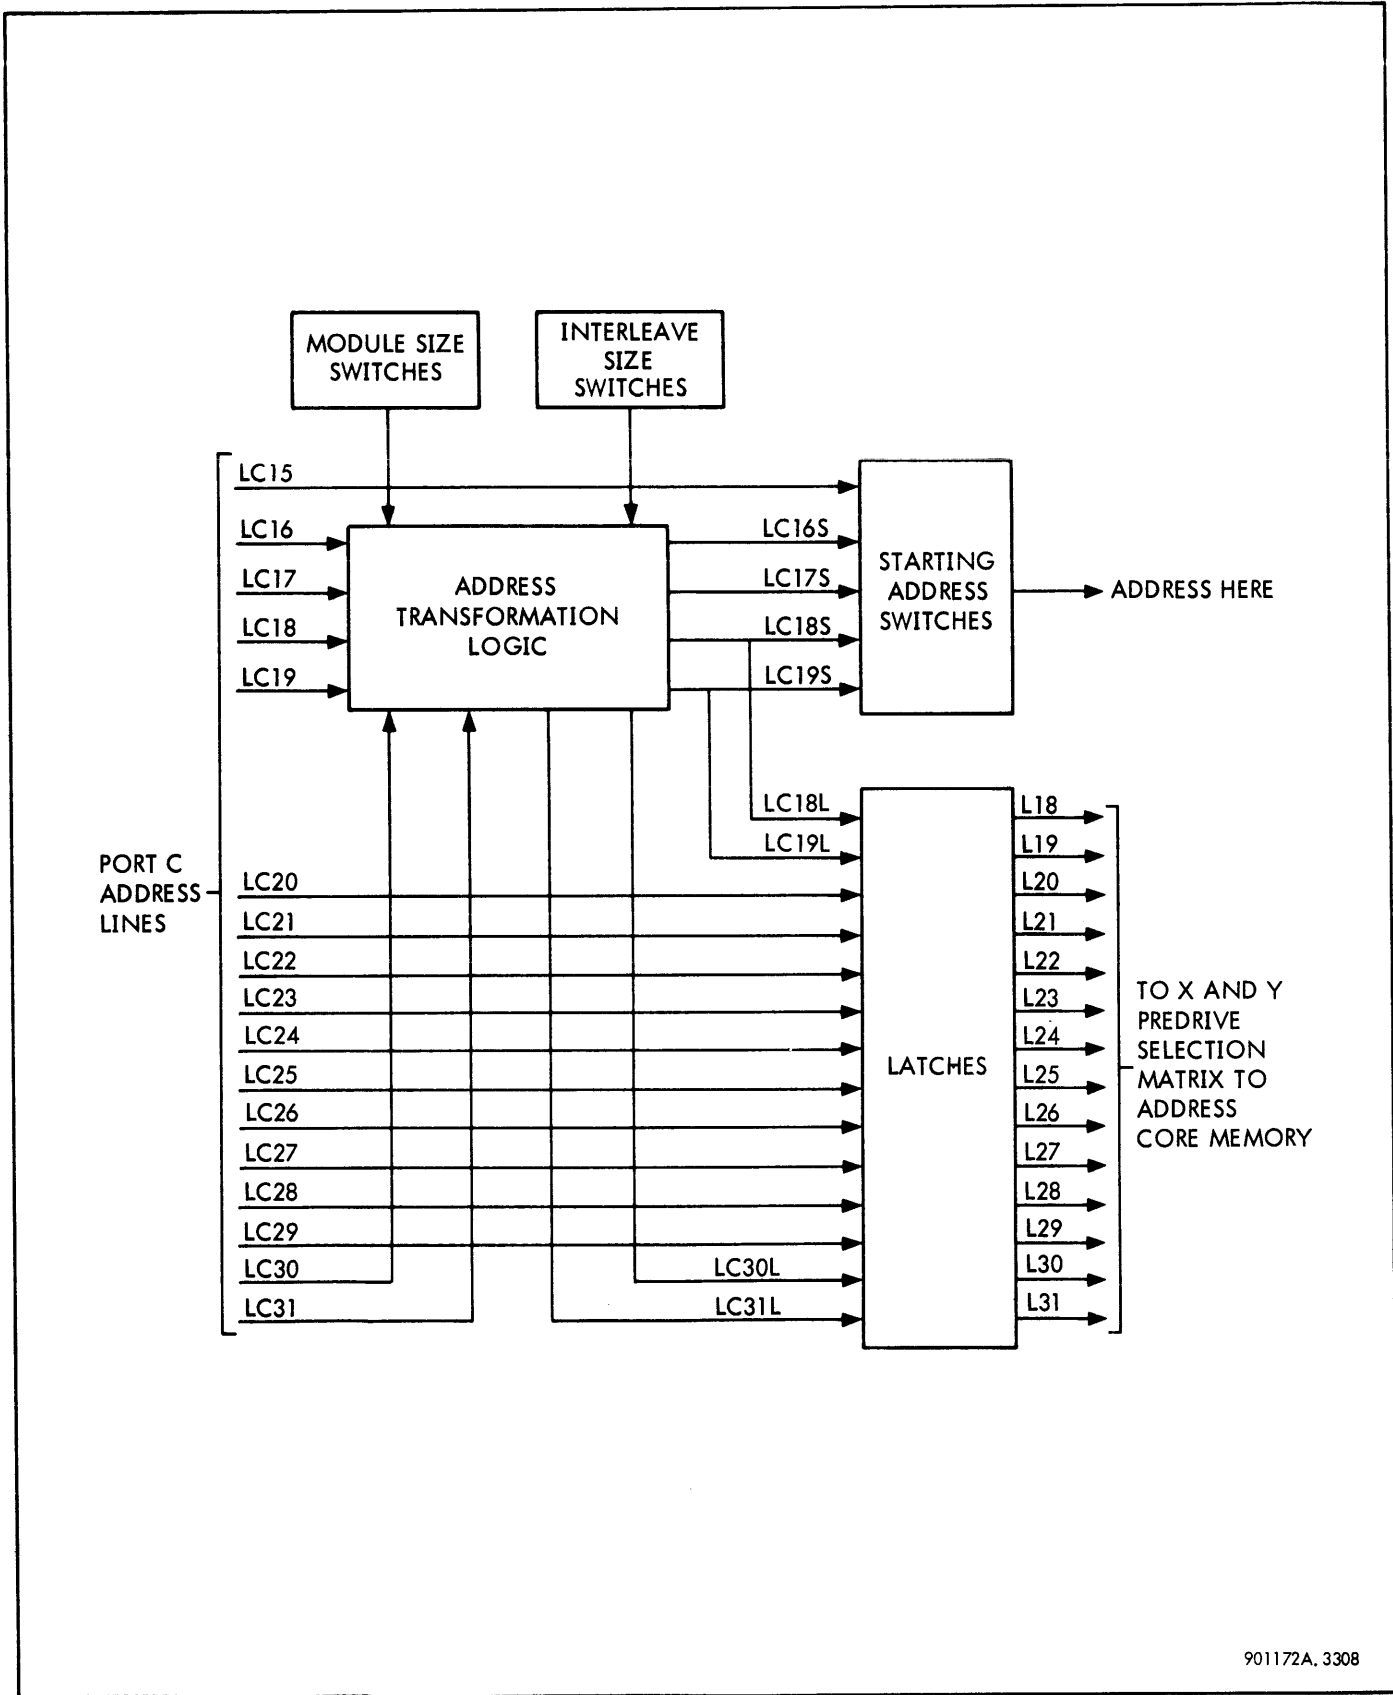 MODULE SIZE
SWITCHES
INTERLEAVE
SIZE
SWITCHES
LC15
LC16
LC17
LC18
LC19
ADDRESS
TRANSFORMATION
LOGIC
LC16S
LC17S
LC18S
LC19S
STARTING
ADDRESS
SWITCHES
ADDRESS HERE
LC18L
LC19L
PORT C
ADDRESS
LINES
LC20
LC21
LC22
LC23
LC24
LC25
LC26
LC27
LC28
LC29
LC30
LC31
LC30L
LC31L
LATCHES
L18
L19
L20
L21
L22
L23
L24
L25
L26
L27
L28
L29
L30
L31
TO X AND Y
PREDRIVE
SELECTION
MATRIX TO
ADDRESS
CORE MEMORY
901172A. 3308